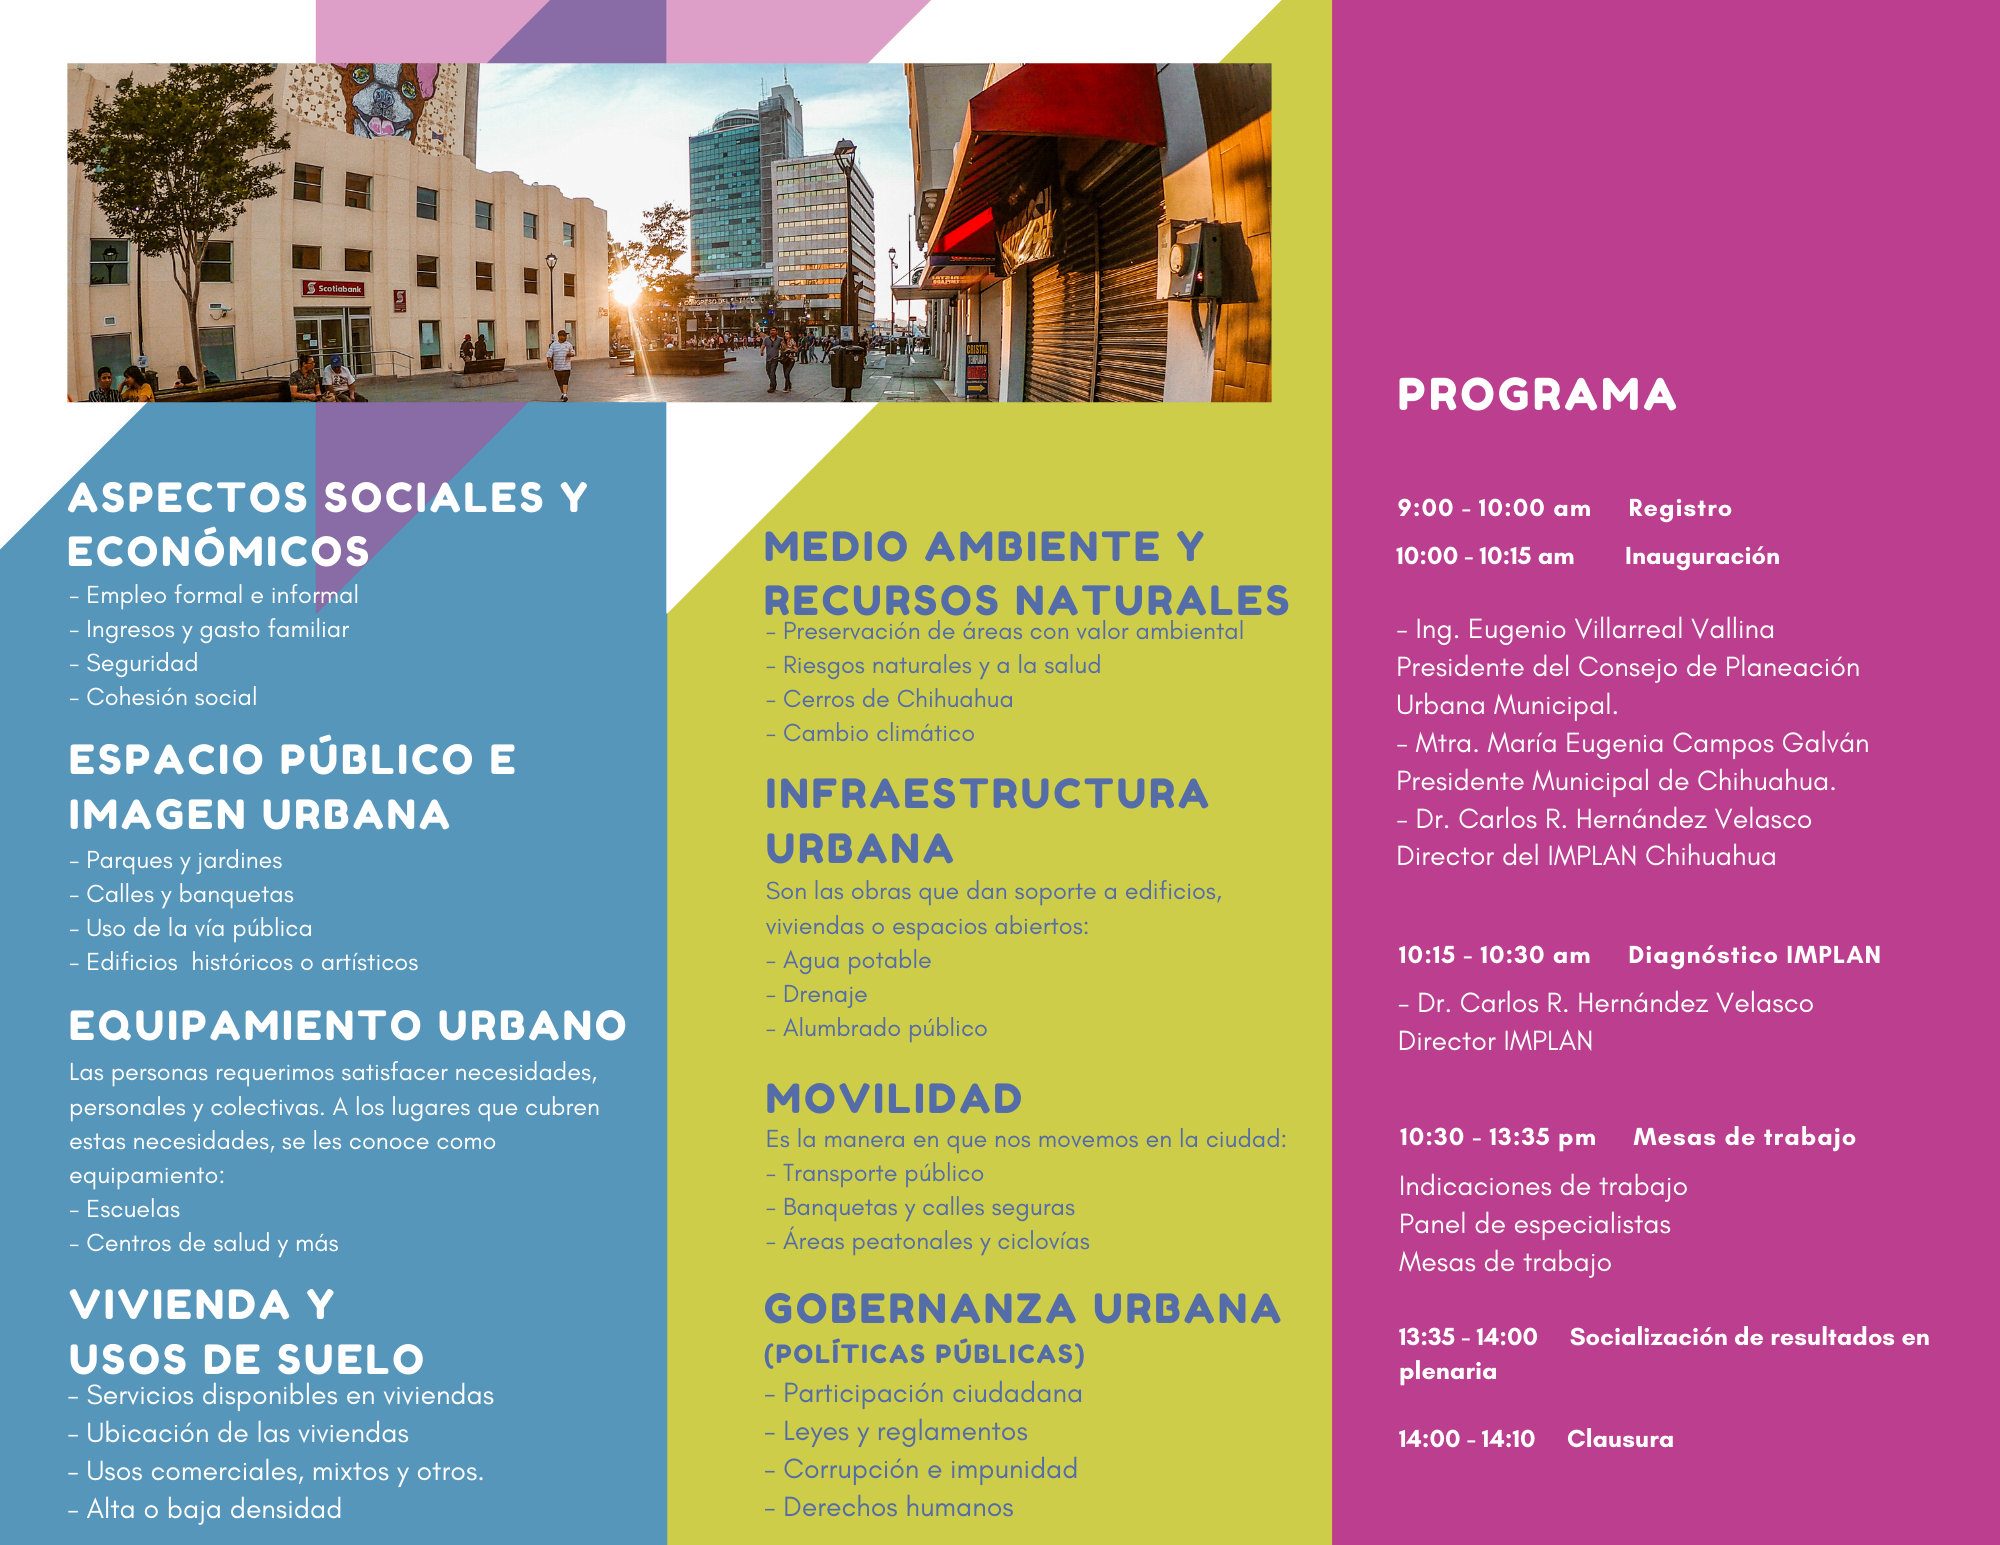 Scotiabank
CONGRESO DEL ESTADO
CRISTAL
TEMPLADO
ASPECTOS SOCIALES Y
ECONÓMICOS
- Empleo formal e informal
- Ingresos y gasto familiar
- Seguridad
- Cohesión social
ESPACIO PÚBLICO E
IMAGEN URBANA
- Parques y jardines
- Calles y banquetas
- Uso de la vía pública
- Edificios  históricos o artísticos
EQUIPAMIENTO URBANO
Las personas requerimos satisfacer necesidades,
personales y colectivas. A los lugares que cubren
estas necesidades, se les conoce como
equipamiento:
- Escuelas
- Centros de salud y más
VIVIENDA Y
USOS DE SUELO
- Servicios disponibles en viviendas
- Ubicación de las viviendas
- Usos comerciales, mixtos y otros.
- Alta o baja densidad
MEDIO AMBIENTE Y
RECURSOS NATURALES
- Preservación de áreas con valor ambiental
- Riesgos naturales y a la salud
- Cerros de Chihuahua
- Cambio climático
INFRAESTRUCTURA
URBANA
Son las obras que dan soporte a edificios,
viviendas o espacios abiertos:
- Agua potable
- Drenaje
- Alumbrado público
MOVILIDAD
Es la manera en que nos movemos en la ciudad:
- Transporte público
- Banquetas y calles seguras
- Áreas peatonales y ciclovías
GOBERNANZA URBANA
(POLÍTICAS PÚBLICAS)
- Participación ciudadana
- Leyes y reglamentos
- Corrupción e impunidad
- Derechos humanos
PROGRAMA
9:00 - 10:00 am Registro
10:00 - 10:15 am Inauguración
- Ing. Eugenio Villarreal Vallina
Presidente del Consejo de Planeación
Urbana Municipal.
- Mtra. María Eugenia Campos Galván
Presidente Municipal de Chihuahua.
- Dr. Carlos R. Hernández Velasco
Director del IMPLAN Chihuahua
10:15 - 10:30 am Diagnóstico IMPLAN
- Dr. Carlos R. Hernández Velasco
Director IMPLAN
10:30 - 13:35 pm Mesas de trabajo
Indicaciones de trabajo
Panel de especialistas
Mesas de trabajo
13:35 - 14:00 Socialización de resultados en
plenaria
14:00 - 14:10 Clausura